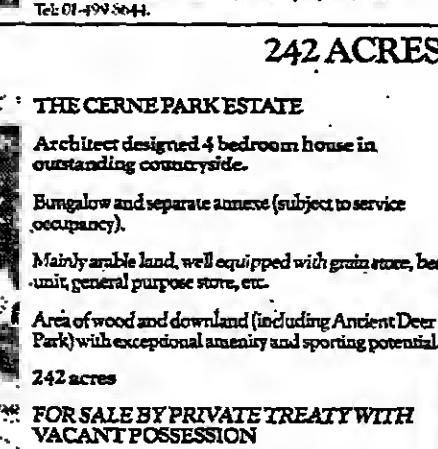 Tel: 01-499 8644.
242 ACRES
THE CERNE PARK ESTATE
Architect designed 4 bedroom house in
outstanding countryside.
Bungalow and separate annexe (subject to service
occupancy).
Mainly arable land, well equipped with grain store,
unit, general purpose store, etc.
Area of wood and downland (including Ancient Deer
Park) with exceptional amenity and sporting potential.
242 acres
FOR SALE BY PRIVATE TREATY WITH
VACANT POSSESSION